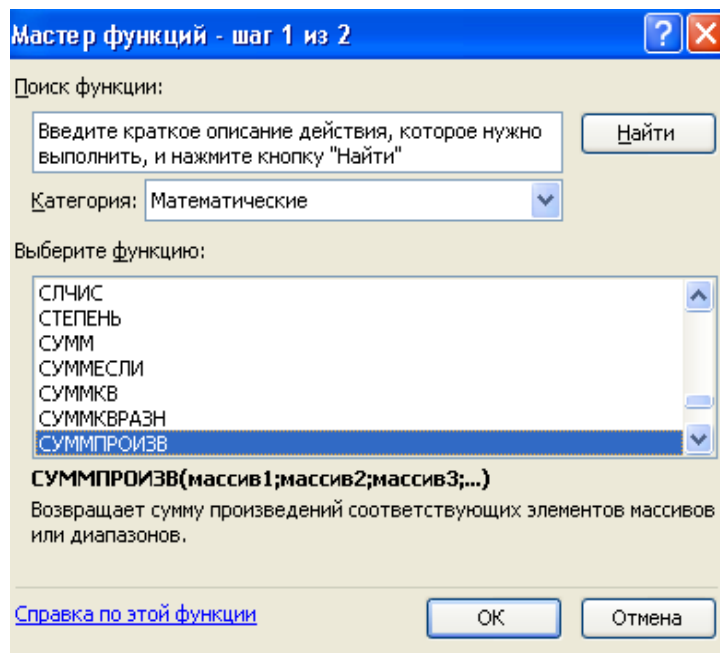 Мастер функций - шаг 1 из 2
Поиск функции:
Введите краткое описание действия, которое нужно
выполнить, и нажмите кнопку "Найти"
Найти
Категория: Математические
Выберите функцию:
СЛЧИС
СТЕПЕНЬ
СУММ
СУММЕСЛИ
СУММКВ
СУММКВРАЗН
СУММПРОИЗВ
СУММПРОИЗВ(массив1;массив2;массив3;...)
Возвращает сумму произведений соответствующих элементов массивов
или диапазонов.
Справка по этой функции
ОК
Отмена